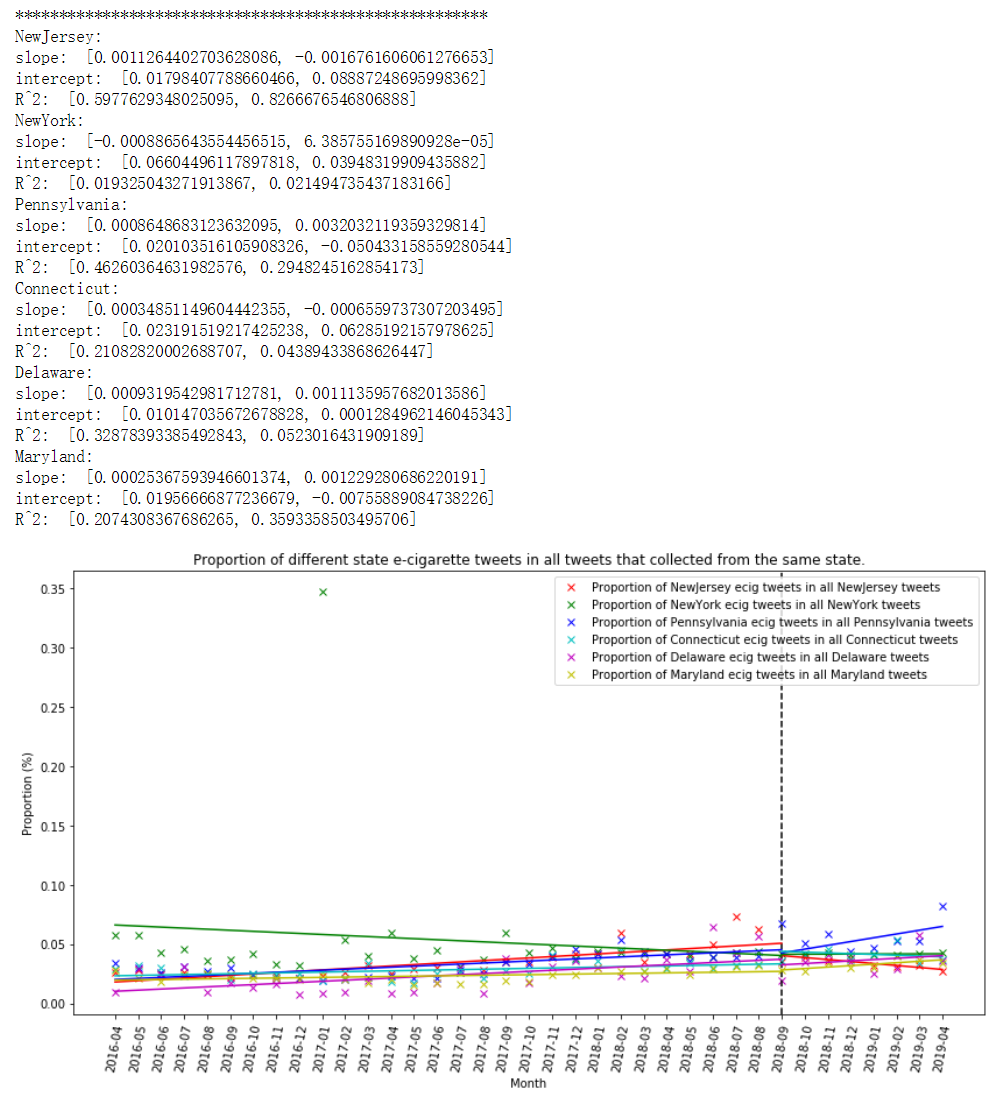 ******************************************************
NewJersey:
slope:  [0.0011264402703628086, -0.0016761606061276653]
intercept:  [0.01798407788660466, 0.08887248695998362]
R^2:  [0.5977629348025095, 0.8266676546806888]
NewYork:
slope:  [-0.0008865643554456515, 6.385755169890928e-05]
intercept:  [0.06604496117897818, 0.03948319909435882]
R^2:  [0.019325043271913867, 0.021494735437183166]
Pennsylvania:
slope:  [0.0008648683123632095, 0.0032032119359329814]
intercept:  [0.020103516105908326, -0.050433158559280544]
R^2:  [0.46260364631982576, 0.2948245162854173]
Connecticut:
slope:  [0.00034851149604442355, -0.0006559737307203495]
intercept:  [0.023191519217425238, 0.06285192157978625]
R^2:  [0.21082820002688707, 0.04389433868626447]
Delaware:
slope:  [0.0009319542981712781, 0.0011135957682013586]
intercept:  [0.010147035672678828, 0.0001284962146045343]
R^2:  [0.32878393385492843, 0.0523016431909189]
Maryland:
slope:  [0.00025367593946601374, 0.001229280686220191]
intercept:  [0.01956666877236679, -0.00755889084738226]
R^2:  [0.2074308367686265, 0.3593358503495706]
Proportion of different state e-cigarette tweets in all tweets that collected from the same state.
Proportion of NewJersey ecig tweets in all NewJersey tweets
Proportion of NewYork ecig tweets in all NewYork tweets
Proportion of Pennsylvania ecig tweets in all Pennsylvania tweets
Proportion of Connecticut ecig tweets in all Connecticut tweets
Proportion of Delaware ecig tweets in all Delaware tweets
Proportion of Maryland ecig tweets in all Maryland tweets
Proportion (%)
0.35
0.30
0.25
0.20
0.15
0.10
0.05
0.00
2016-04
2016-05
2016-06
2016-07
2016-08
2016-09
2016-10
2016-11
2016-12
2017-01
2017-02
2017-03
2017-04
2017-05
2017-06
2017-07
2017-08
2017-09
2017-10
2017-11
2017-12
2018-01
2018-02
2018-03
2018-04
2018-05
2018-06
2018-07
2018-08
2018-09
2018-10
2018-11
2018-12
2019-01
2019-02
2019-03
2019-04
Month